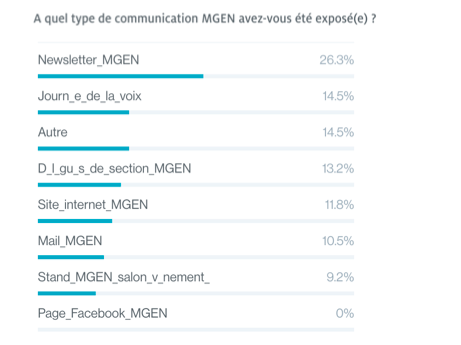 A quel type de communication MGEN avez-vous été exposé(e) ?
Newsletter_MGEN 26.3%
Journ_e_de_la_voix 14.5%
Autre 14.5%
D_l_gu_s_de_section_MGEN 13.2%
Site_internet_MGEN 11.8%
Mail_MGEN 10.5%
Stand_MGEN_salon_v_nement_ 9.2%
Page_Facebook_MGEN 0%